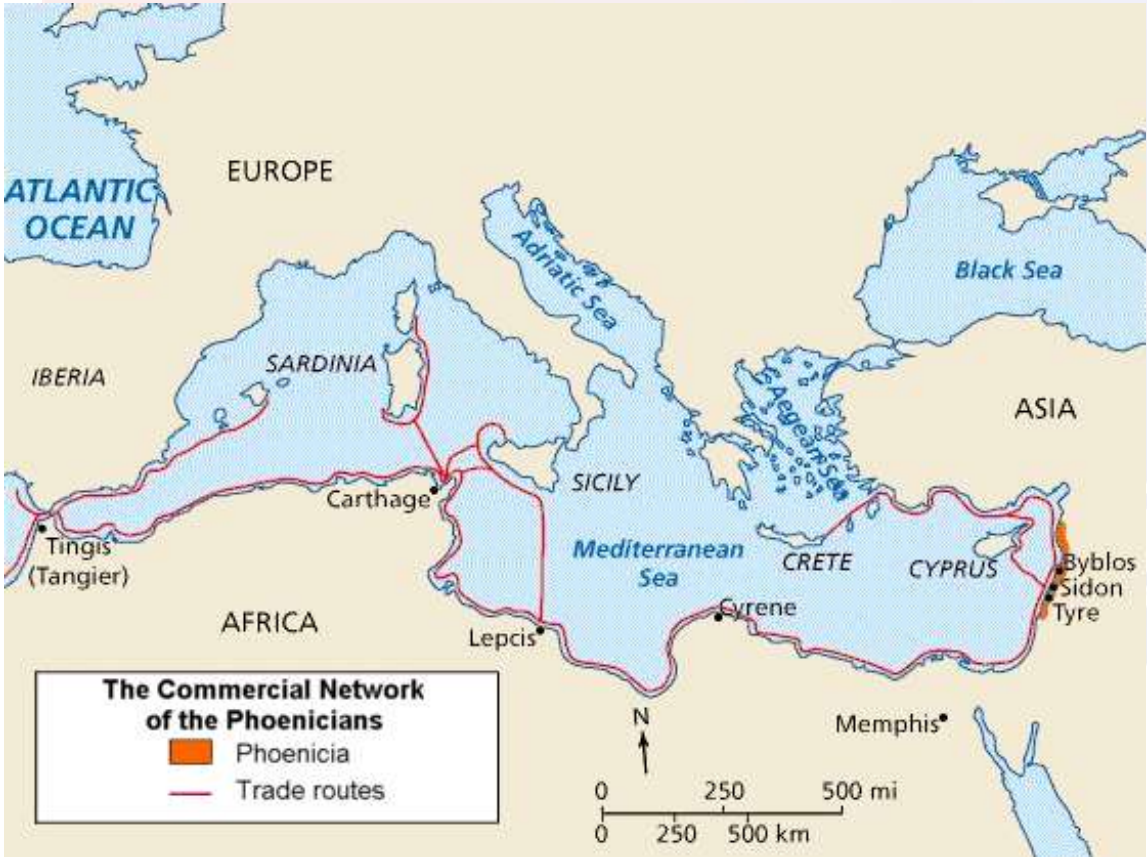 EUROPE
ATLANTIC
OCEAN
Adriatic Sea
Black Sea
SARDINIA
IBERIA
ASIA
Aegean Sea
SICILY
Carthage
Tingis
(Tangier)
Mediterranean
Sea
CRETE
CYPRUS
Byblos
Sidon
Tyre
Cyrene
AFRICA
Lepcis
Memphis
N
0 250 500 mi
0 250 500 km
The Commercial Network
of the Phoenicians
Phoenicia
Trade routes